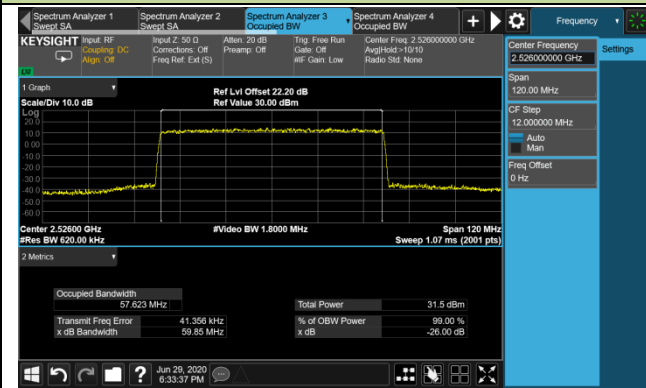 Spectrum Analyzer 1
Swept SA
Spectrum Analyzer 2
Swept SA
Spectrum Analyzer 3
Occupied BW
Spectrum Analyzer 4
Occupied BW
Frequency
KEYSIGHT
Input: RF
Coupling: DC
Align: Off
Input Z: 50 Ω
Corrections: Off
Freq Ref: Ext (S)
Atten: 20 dB
Preamp: Off
Trig: Free Run
Gate: Off
#IF Gain: Low
Center Freq: 2.526000000 GHz
Avg|Hold:>10/10
Radio Std: None
Center Frequency
2.526000000 GHz
Settings
Span
120.00 MHz
CF Step
12.000000 MHz
Auto
Man
Freq Offset
0 Hz
1 Graph
Scale/Div 10.0 dB
Ref Lvl Offset 22.20 dB
Ref Value 30.00 dBm
Log
20.0
10.0
0.00
-10.0
-20.0
-30.0
-40.0
-50.0
-60.0
Center 2.52600 GHz
#Res BW 620.00 kHz
#Video BW 1.8000 MHz
Span 120 MHz
Sweep 1.07 ms (2001 pts)
2 Metrics
Occupied Bandwidth
57.623 MHz
Total Power 31.5 dBm
Transmit Freq Error 41.356 kHz
% of OBW Power 99.00 %
x dB Bandwidth 59.85 MHz
x dB -26.00 dB
Jun 29, 2020
6:33:37 PM